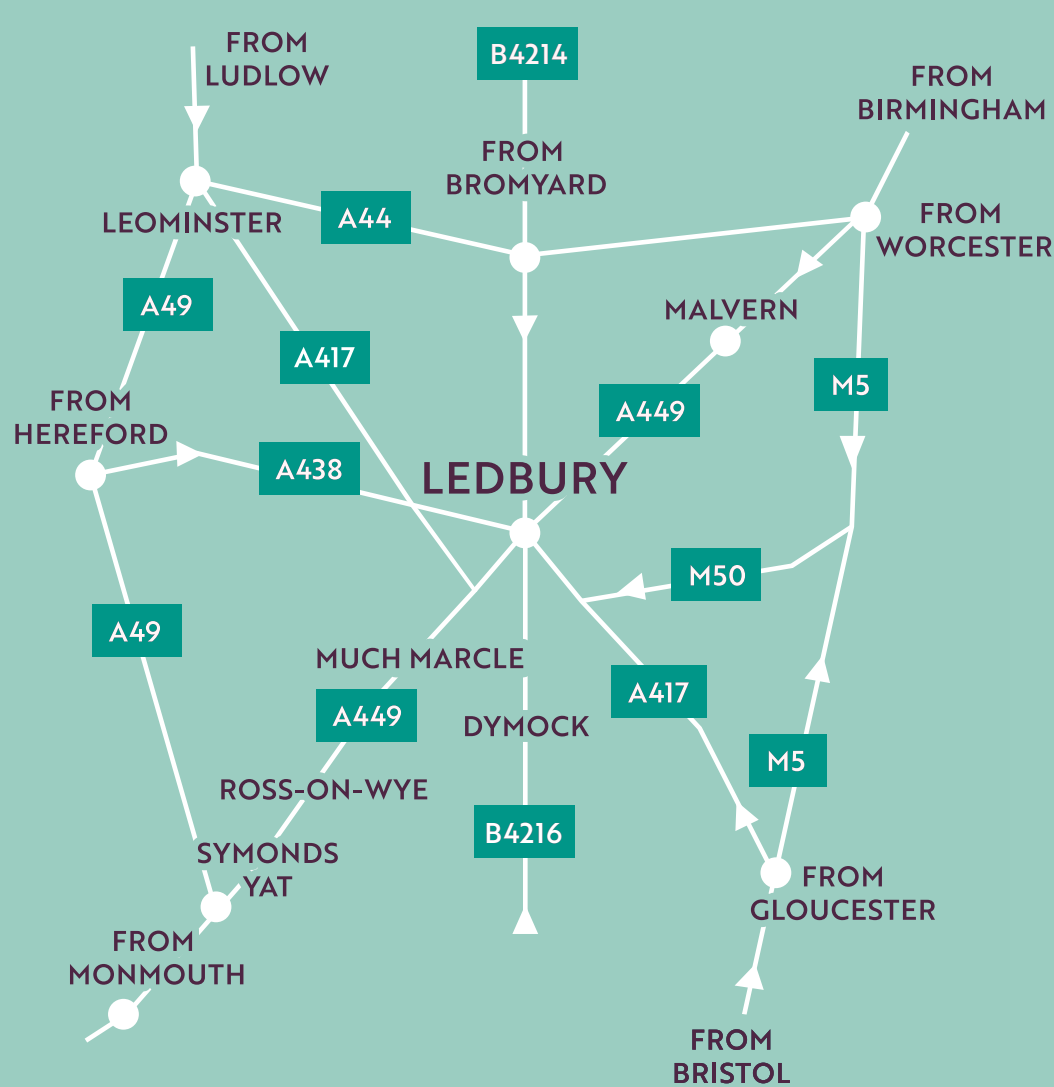 FROM
LUDLOW
B4214
FROM
BIRMINGHAM
FROM
BROMYARD
LEOMINSTER
A44
FROM
WORCESTER
A49
MALVERN
A417
M5
FROM
HEREFORD
A449
A438
LEDBURY
M50
A49
MUCH MARCLE
A417
A449
DYMOCK
M5
ROSS-ON-WYE
B4216
SYMONDS
YAT
FROM
GLOUCESTER
FROM
MONMOUTH
FROM
BRISTOL